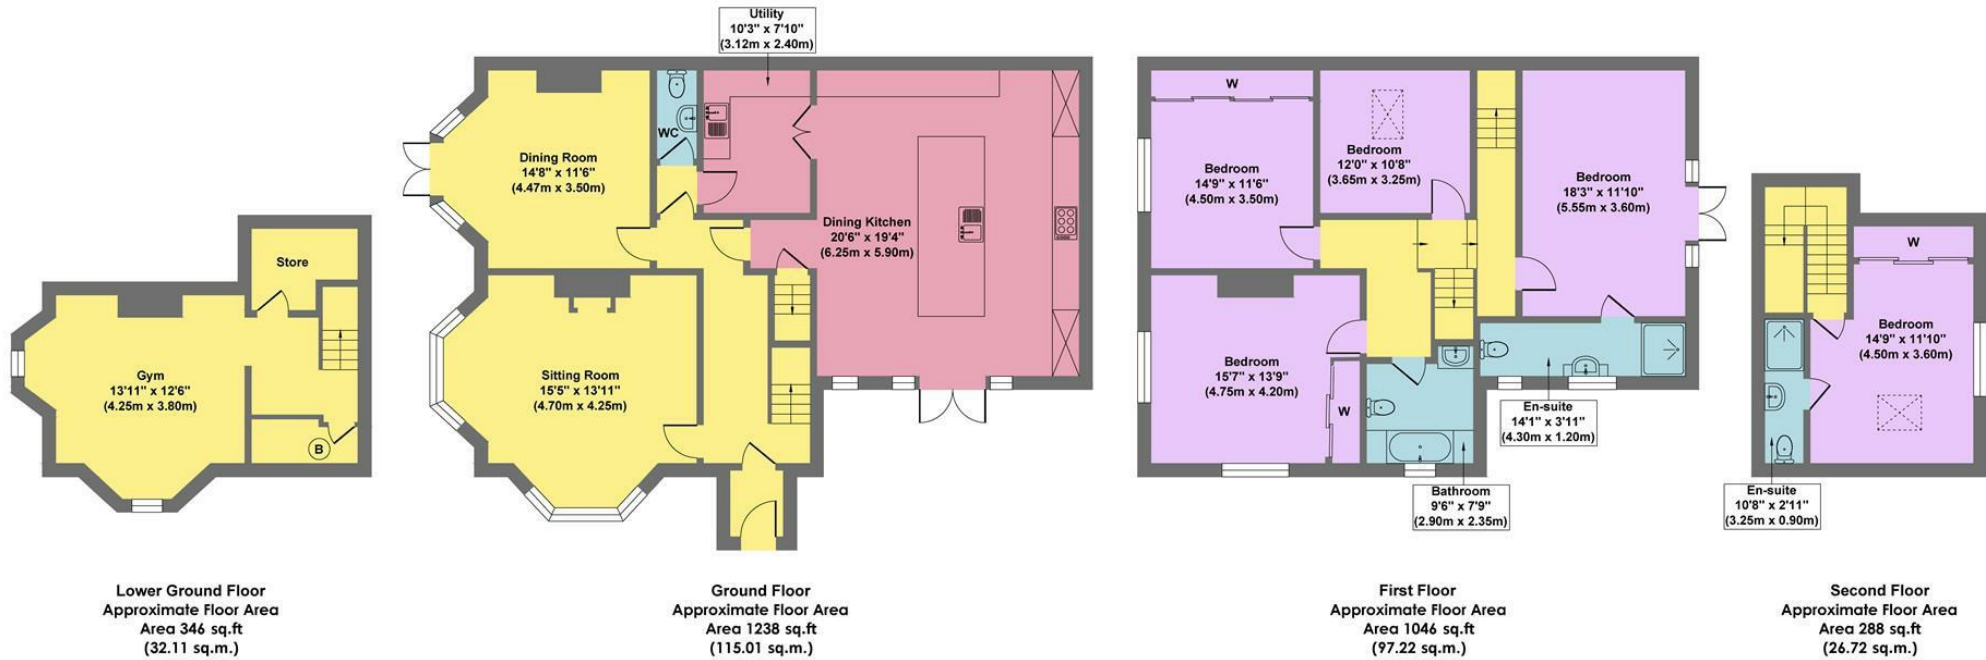 Utility
10'3" x 7'10"
(3.12m x 2.40m)
Store
Gym
13'11" x 12'6"
(4.25m x 3.80m)
B
Dining Room
14'8" x 11'6"
(4.47m x 3.50m)
WC
Dining Kitchen
20'6" x 19'4"
(6.25m x 5.90m)
Sitting Room
15'5" x 13'11"
(4.70m x 4.25m)
W
Bedroom
14'9" x 11'6"
(4.50m x 3.50m)
Bedroom
12'0" x 10'8"
(3.65m x 3.25m)
Bedroom
18'3" x 11'10"
(5.55m x 3.60m)
Bedroom
15'7" x 13'9"
(4.75m x 4.20m)
W
En-suite
14'1" x 3'11"
(4.30m x 1.20m)
Bathroom
9'6" x 7'9"
(2.90m x 2.35m)
W
Bedroom
14'9" x 11'10"
(4.50m x 3.60m)
En-suite
10'8" x 2'11"
(3.25m x 0.90m)
Lower Ground Floor
Approximate Floor Area
Area 346 sq.ft
(32.11 sq.m.)
Ground Floor
Approximate Floor Area
Area 1238 sq.ft
(115.01 sq.m.)
First Floor
Approximate Floor Area
Area 1046 sq.ft
(97.22 sq.m.)
Second Floor
Approximate Floor Area
Area 288 sq.ft
(26.72 sq.m.)